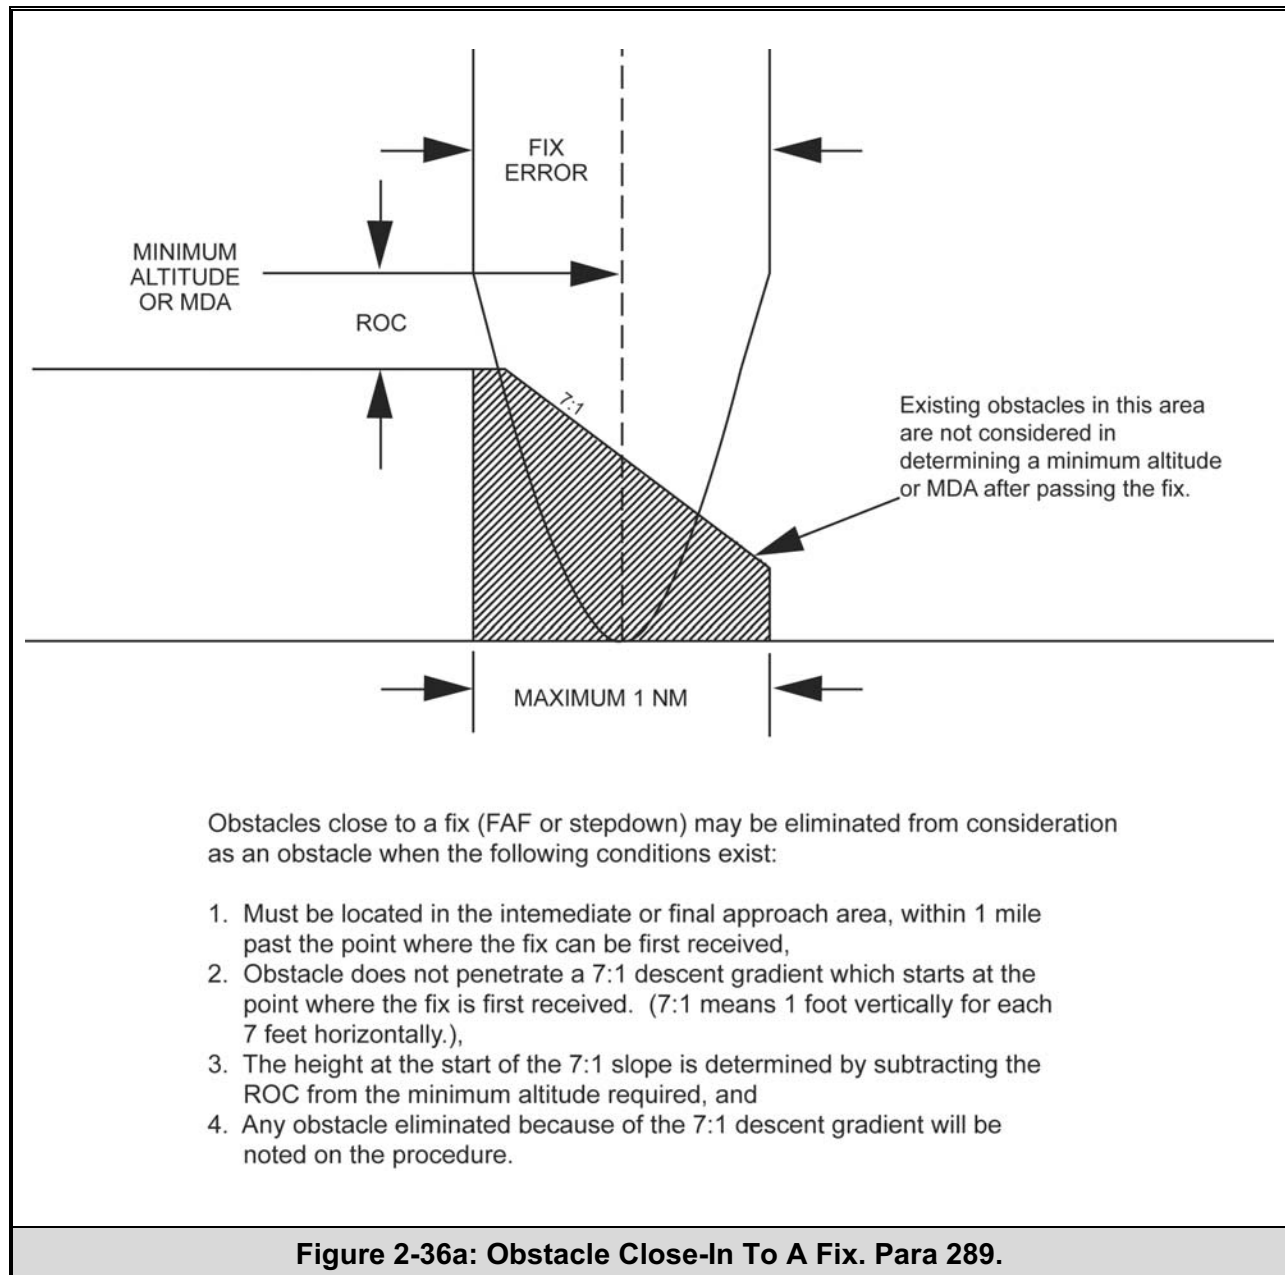 FIX
ERROR
MINIMUM
ALTITUDE
OR MDA
ROC
7:1
Existing obstacles in this area
are not considered in
determining a minimum altitude
or MDA after passing the fix.
MAXIMUM 1 NM
Obstacles close to a fix (FAF or stepdown) may be eliminated from consideration
as an obstacle when the following conditions exist:
1. Must be located in the intemediate or final approach area, within 1 mile
past the point where the fix can be first received,
2. Obstacle does not penetrate a 7:1 descent gradient which starts at the
point where the fix is first received. (7:1 means 1 foot vertically for each
7 feet horizontally.),
3. The height at the start of the 7:1 slope is determined by subtracting the
ROC from the minimum altitude required, and
4. Any obstacle eliminated because of the 7:1 descent gradient will be
noted on the procedure.
Figure 2-36a: Obstacle Close-In To A Fix. Para 289.